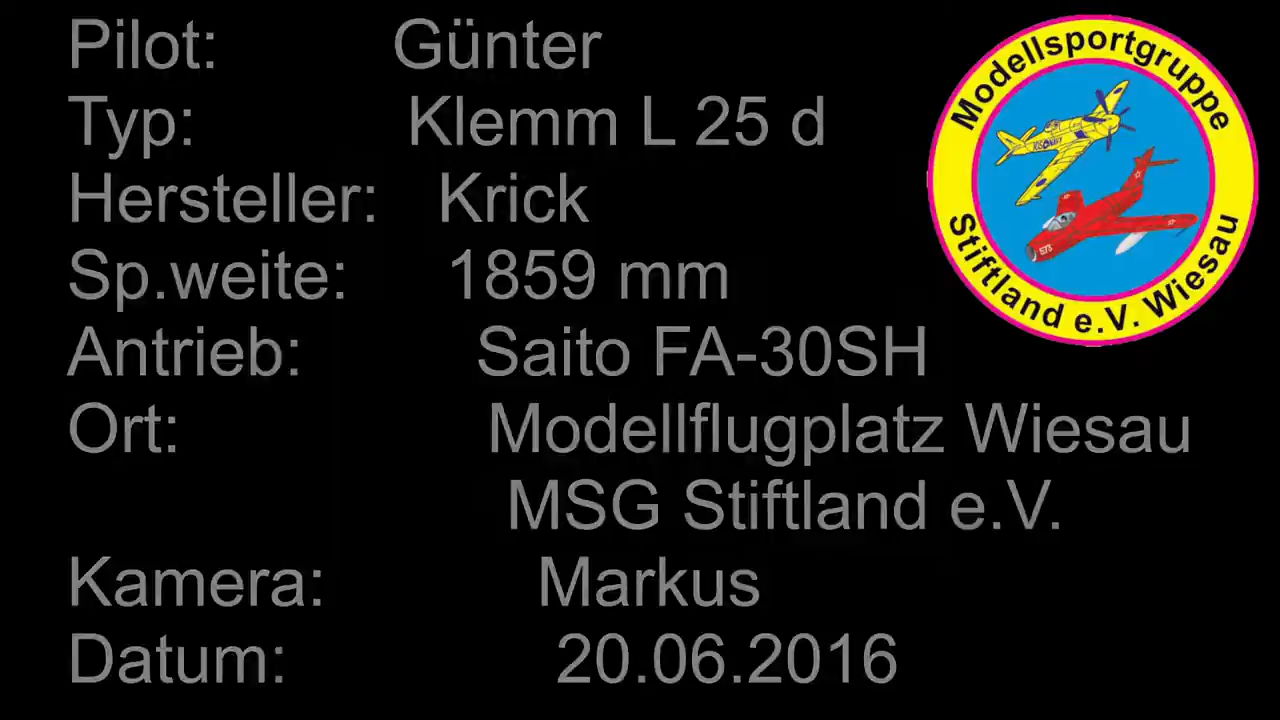 Pilot: Günter
Typ: Klemm L 25 d
Hersteller: Krick
Sp.weite: 1859 mm
Antrieb: Saito FA-30SH
Ort: Modellflugplatz Wiesau
MSG Stiftland e.V.
Kamera: Markus
Datum: 20.06.2016
Modellsportgruppe
Stiftland e.V. Wiesau
573